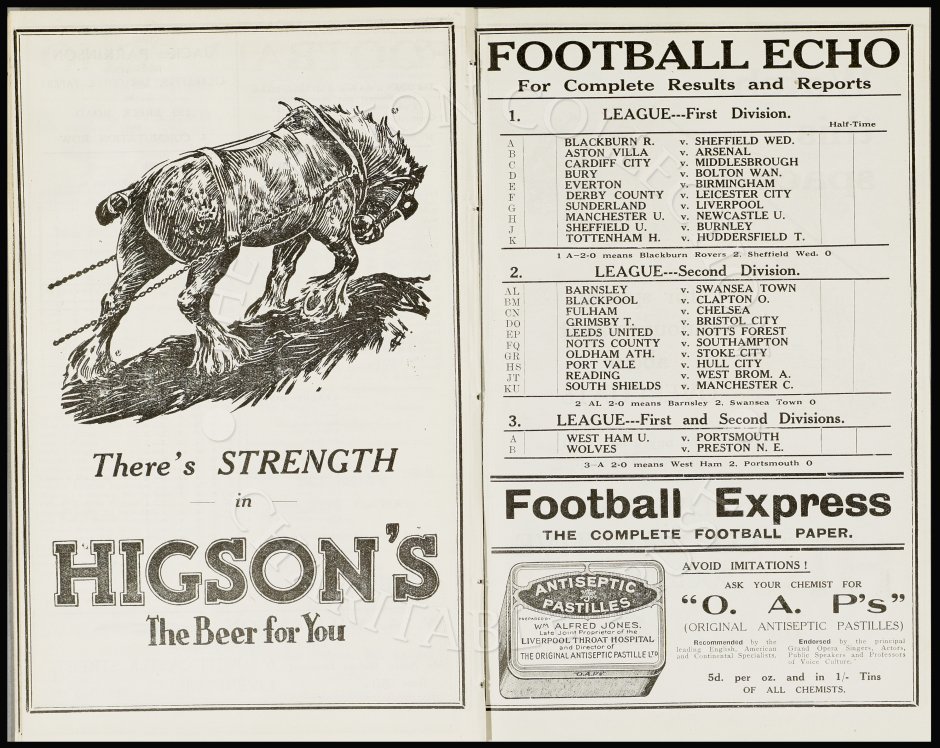 There's STRENGTH
in
HIGSON'S
The Beer for You
FOOTBALL ECHO
For Complete Results and Reports
1. LEAGUE---First Division.
Half-Time
A BLACKBURN R. v. SHEFFIELD WED.
B ASTON VILLA v. ARSENAL
C CARDIFF CITY v. MIDDLESBROUGH
D BURY v. BOLTON WAN.
E EVERTON v. BIRMINGHAM
F DERBY COUNTY v. LEICESTER CITY
G SUNDERLAND v. LIVERPOOL
H MANCHESTER U. v. NEWCASTLE U.
J SHEFFIELD U. v. BURNLEY
K TOTTENHAM H. v. HUDDERSFIELD T.
1 A-2-0 means Blackburn Rovers 2. Sheffield Wed. 0
2. LEAGUE---Second Division.
AL BARNSLEY v. SWANSEA TOWN
BM BLACKPOOL v. CLAPTON O.
CN FULHAM v. CHELSEA
DO GRIMSBY T. v. BRISTOL CITY
EP LEEDS UNITED v. NOTTS FOREST
FQ NOTTS COUNTY v. SOUTHAMPTON
GR OLDHAM ATH. v. STOKE CITY
HS PORT VALE v. HULL CITY
JT READING v. WEST BROM. A.
KU SOUTH SHIELDS v. MANCHESTER C.
2 AL 2-0 means Barnsley 2, Swansea Town 0
3. LEAGUE---First and Second Divisions.
A WEST HAM U. v. PORTSMOUTH
B WOLVES v. PRESTON N. E.
3-A 2-0 means West Ham 2, Portsmouth 0
Football Express
THE COMPLETE FOOTBALL PAPER.
ANTISEPTIC
PASTILLES
PREPARED BY
WM ALFRED JONES.
Late Joint Proprietor of the
LIVERPOOL THROAT HOSPITAL
and Director of
THE ORIGINAL ANTISEPTIC PASTILLE LTD
"O.A.P's"
AVOID IMITATIONS!
ASK YOUR CHEMIST FOR
"O. A. P's"
(ORIGINAL ANTISEPTIC PASTILLES)
Recommended by the
leading English, American
and Continental Specialists.
Endorsed by the principal
Grand Opera Singers, Actors,
Public Speakers and Professors
of Voice Culture.
5d. per oz. and in 1/- Tins
OF ALL CHEMISTS.